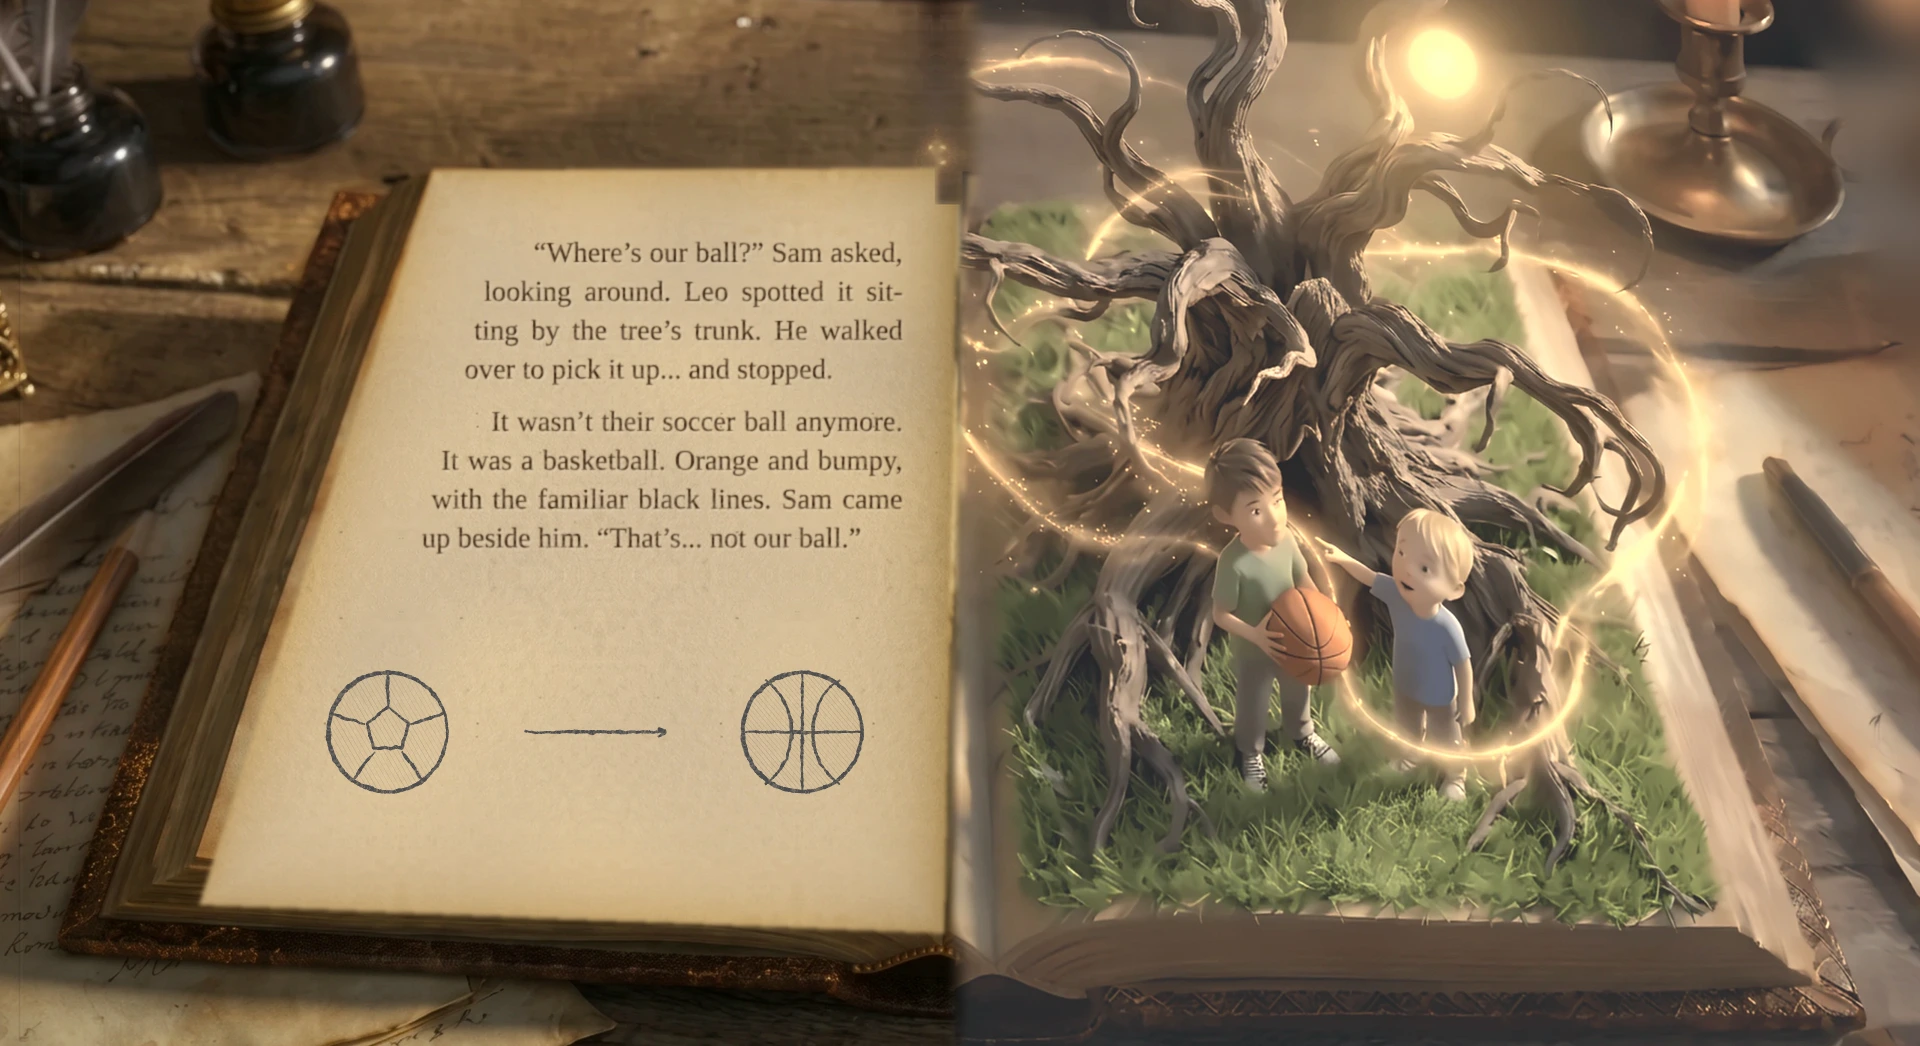 “Where’s our ball?” Sam asked,
looking around. Leo spotted it sit-
ting by the tree’s trunk. He walked
over to pick it up... and stopped.
It wasn’t their soccer ball anymore.
It was a basketball. Orange and bumpy,
with the familiar black lines. Sam came
up beside him. “That’s... not our ball.”